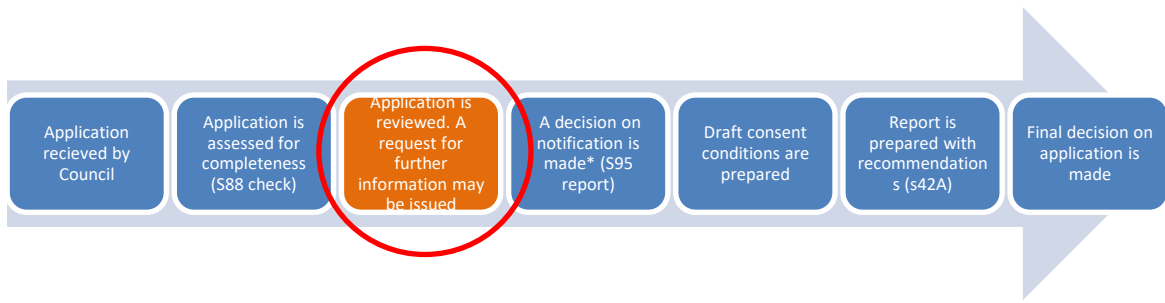 Application
recieved by
Council
Application is
assessed for
completeness
(S88 check)
Application is
reviewed. A
request for
further
information may
be issued
A decision on
notification is
made* (S95
report)
Draft consent
conditions are
prepared
Report is
prepared with
recommendation
s (s42A)
Final decision on
application is
made